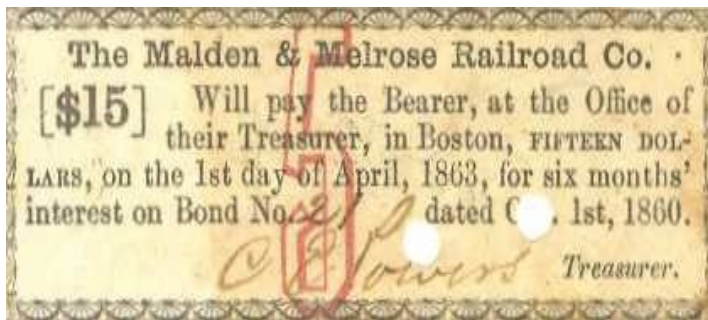 The Malden & Melrose Railroad Co.
[$15] Will pay the Bearer, at the Office of
their Treasurer, in Boston, FIFTEEN DOL-
LARS, on the 1st day of April, 1863, for six months'
interest on Bond No. dated 1st, 1860.
C E Powers Treasurer.